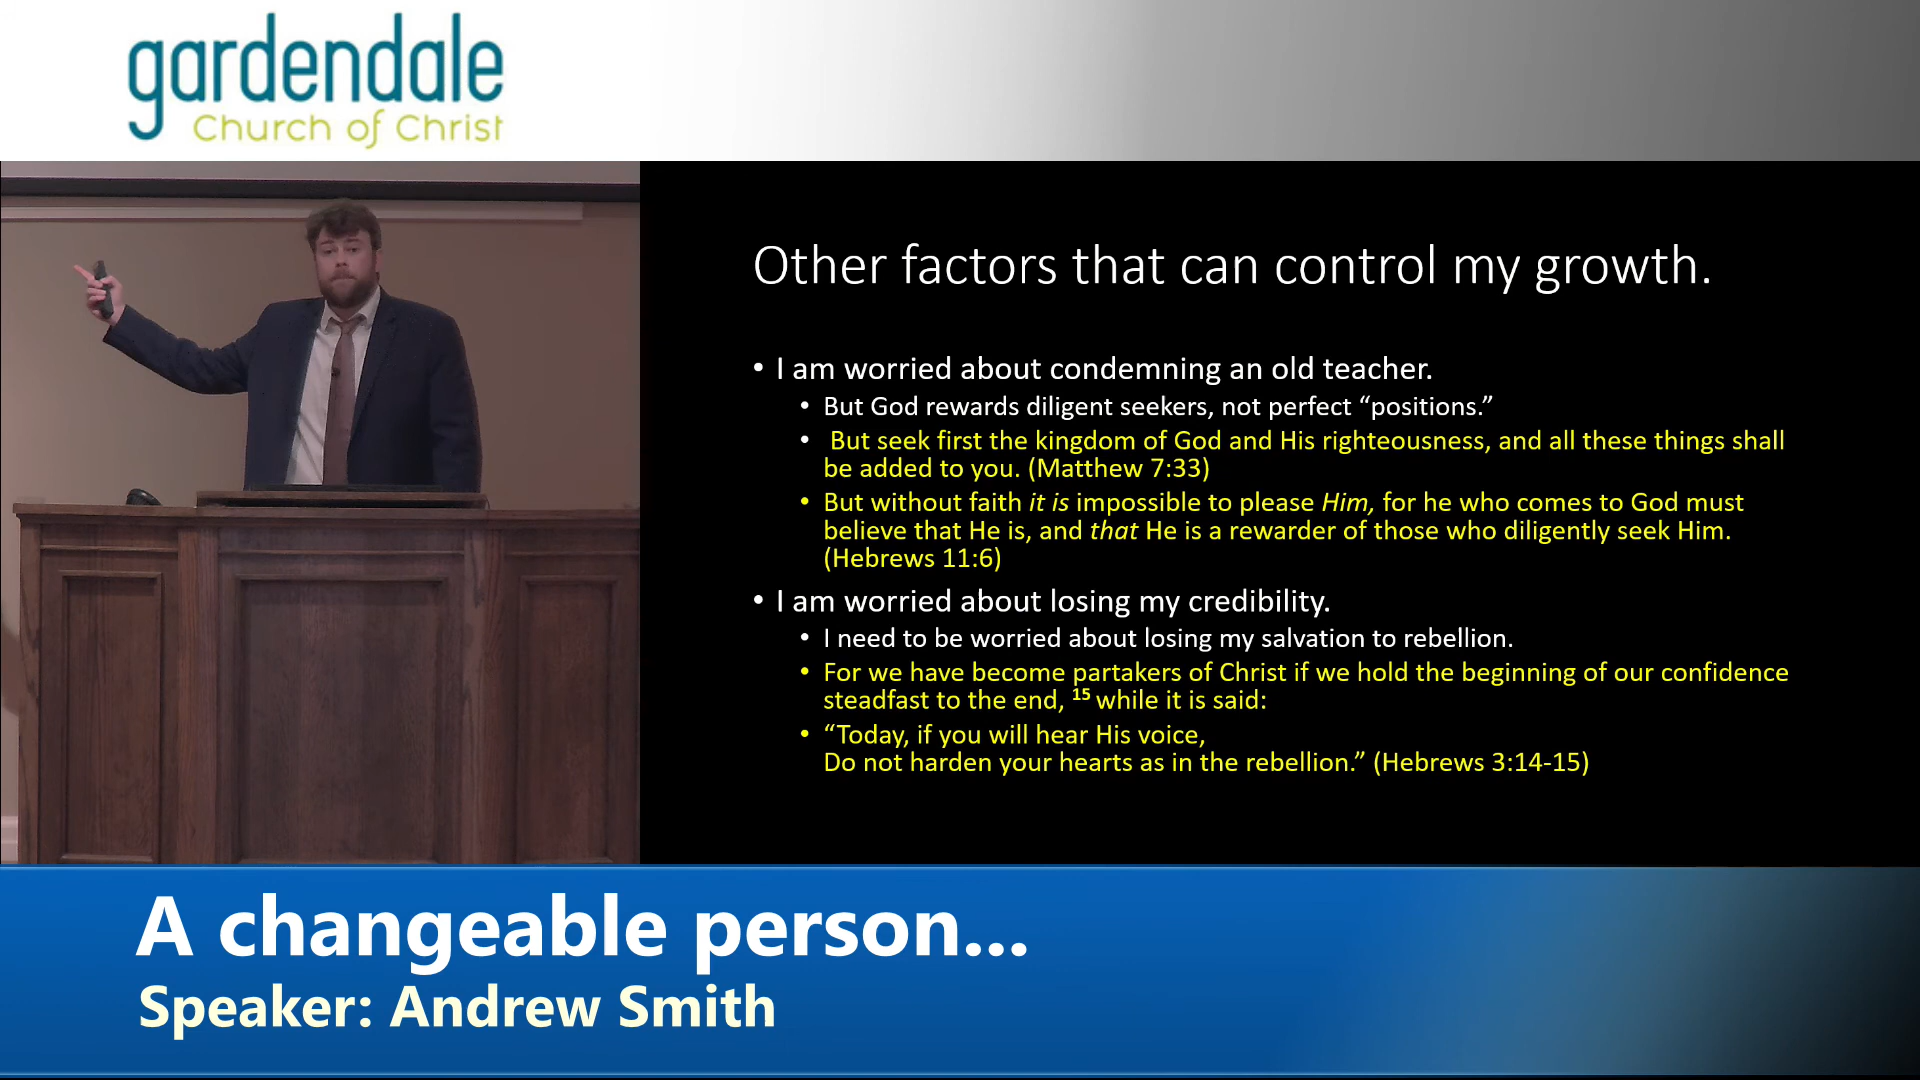 gardendale
Church of Christ
Other factors that can control my growth.
• I am worried about condemning an old teacher.
• But God rewards diligent seekers, not perfect “positions.”
• But seek first the kingdom of God and His righteousness, and all these things shall
be added to you. (Matthew 7:33)
• But without faith it is impossible to please Him, for he who comes to God must
believe that He is, and that He is a rewarder of those who diligently seek Him.
(Hebrews 11:6)
• I am worried about losing my credibility.
• I need to be worried about losing my salvation to rebellion.
• For we have become partakers of Christ if we hold the beginning of our confidence
steadfast to the end, 15 while it is said:
• “Today, if you will hear His voice,
Do not harden your hearts as in the rebellion.” (Hebrews 3:14-15)
A changeable person...
Speaker: Andrew Smith